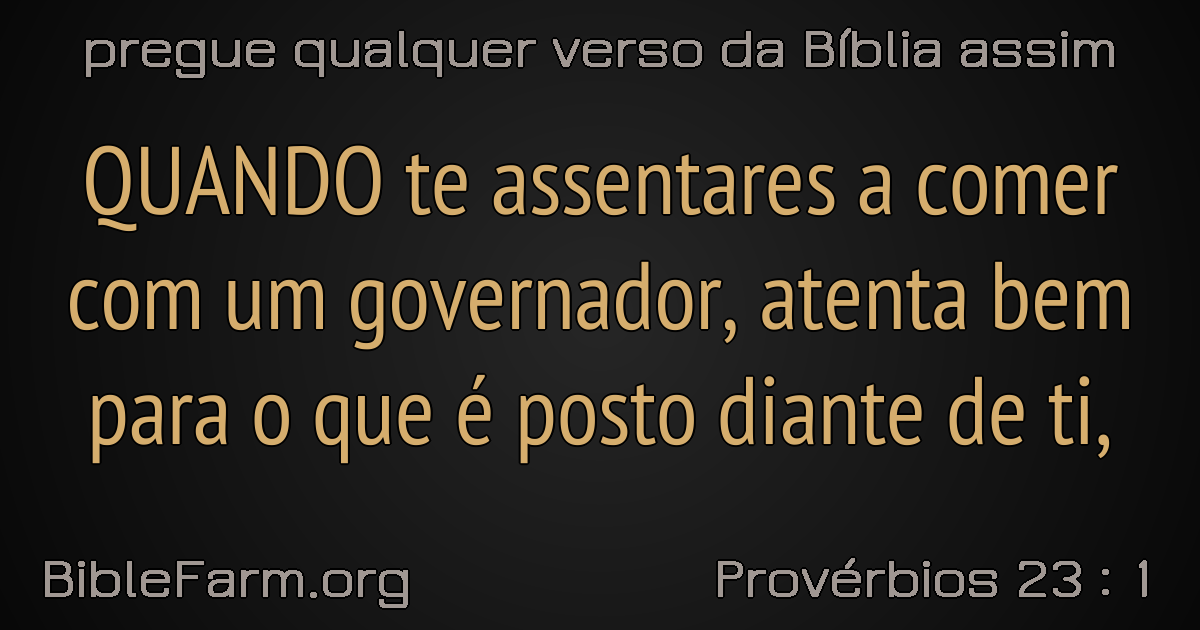 pregue qualquer verso da Bíblia assim
QUANDO te assentares a comer
com um governador, atenta bem
para o que é posto diante de ti,
BibleFarm.org
Provérbios 23 : 1